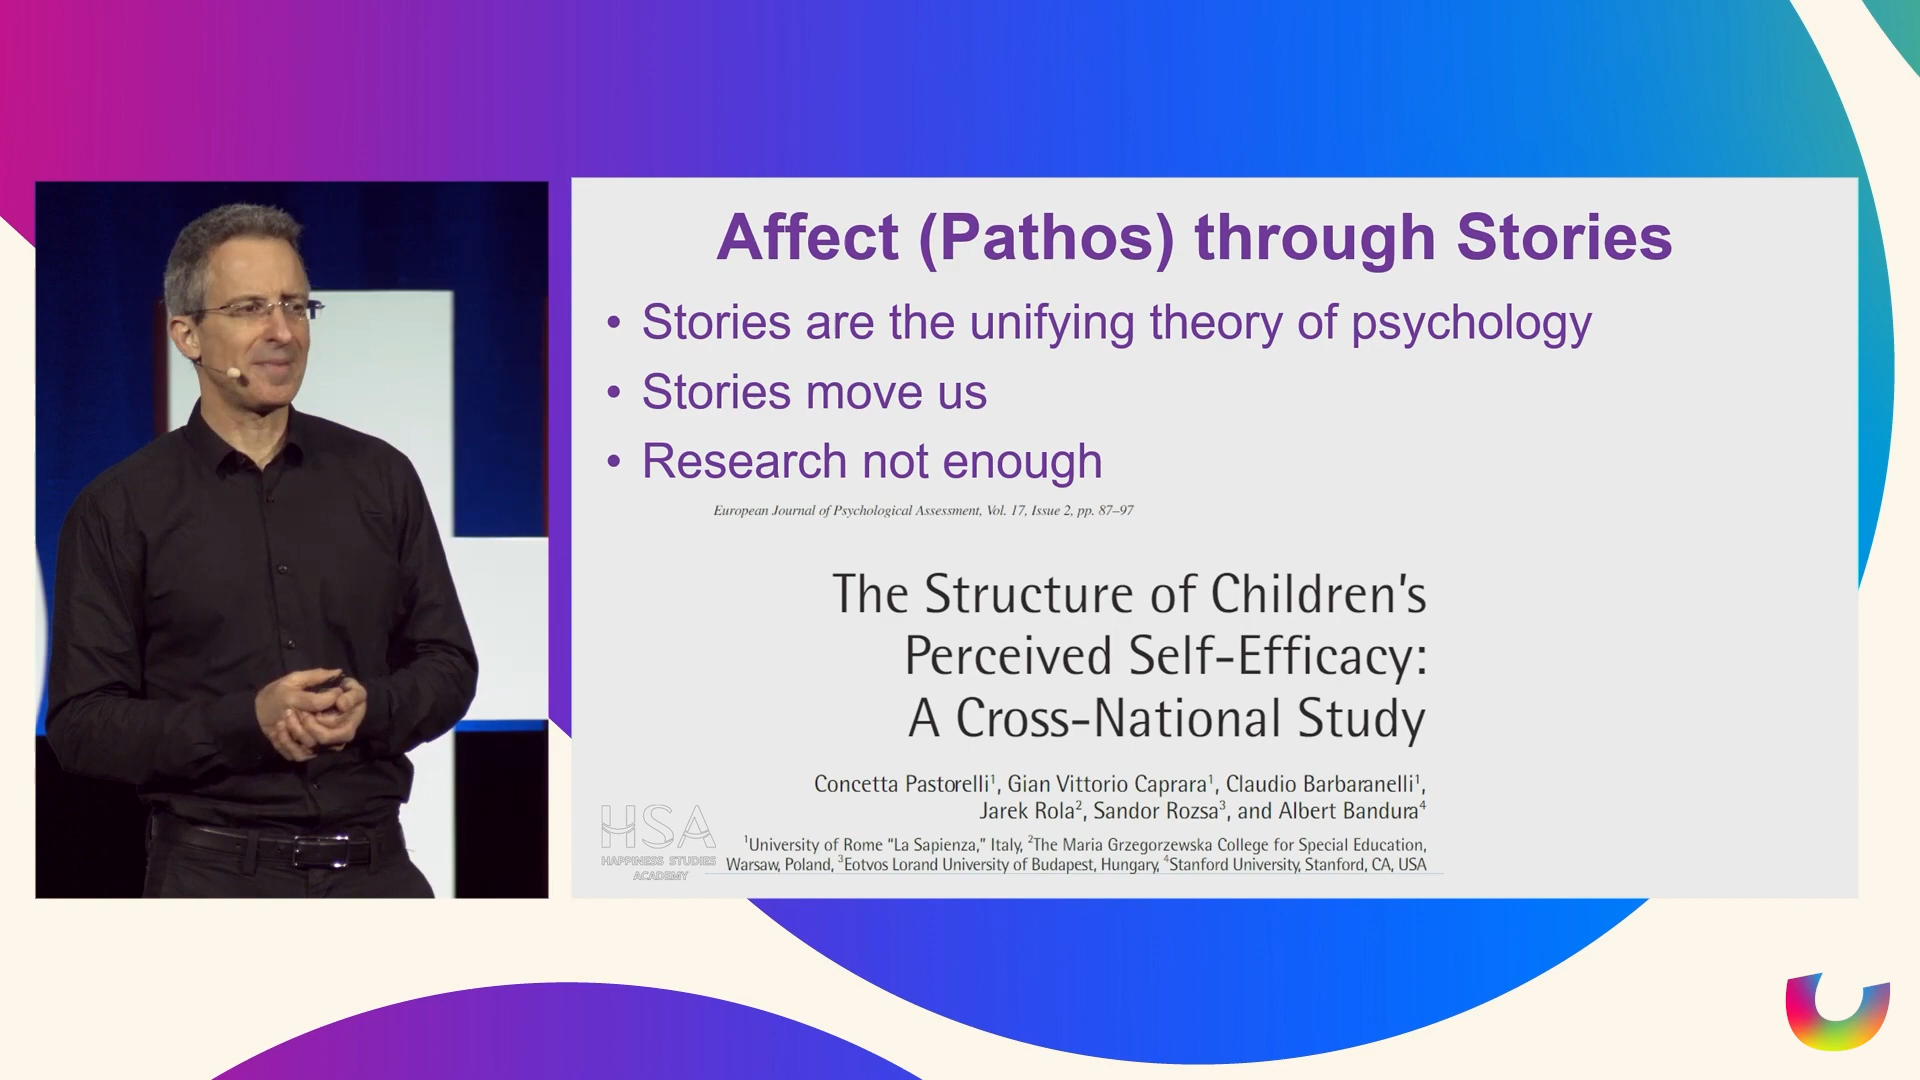 Affect (Pathos) through Stories
• Stories are the unifying theory of psychology
• Stories move us
• Research not enough
European Journal of Psychological Assessment, Vol. 17, Issue 2, pp. 87–97
The Structure of Children's
Perceived Self-Efficacy:
A Cross-National Study
Concetta Pastorelli¹, Gian Vittorio Caprara¹, Claudio Barbaranelli¹,
Jarek Rola², Sandor Rozsa³, and Albert Bandura⁴
¹University of Rome “La Sapienza,” Italy, ²The Maria Grzegorzewska College for Special Education,
Warsaw, Poland, ³Eotvos Lorand University of Budapest, Hungary, ⁴Stanford University, Stanford, CA, USA
HSA
HAPPINESS STUDIES
ACADEMY